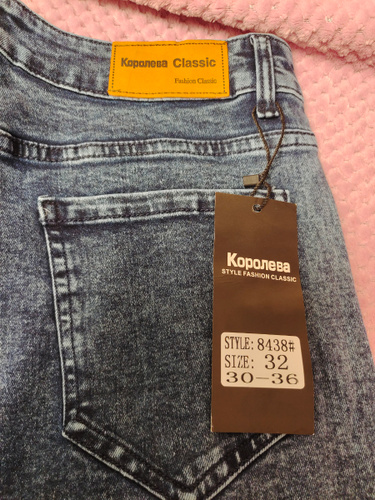 Королева Classic
Fashion Classic
Королева
STYLE FASHION CLASSIC
STYLE: 8438#
SIZE: 32
30-36